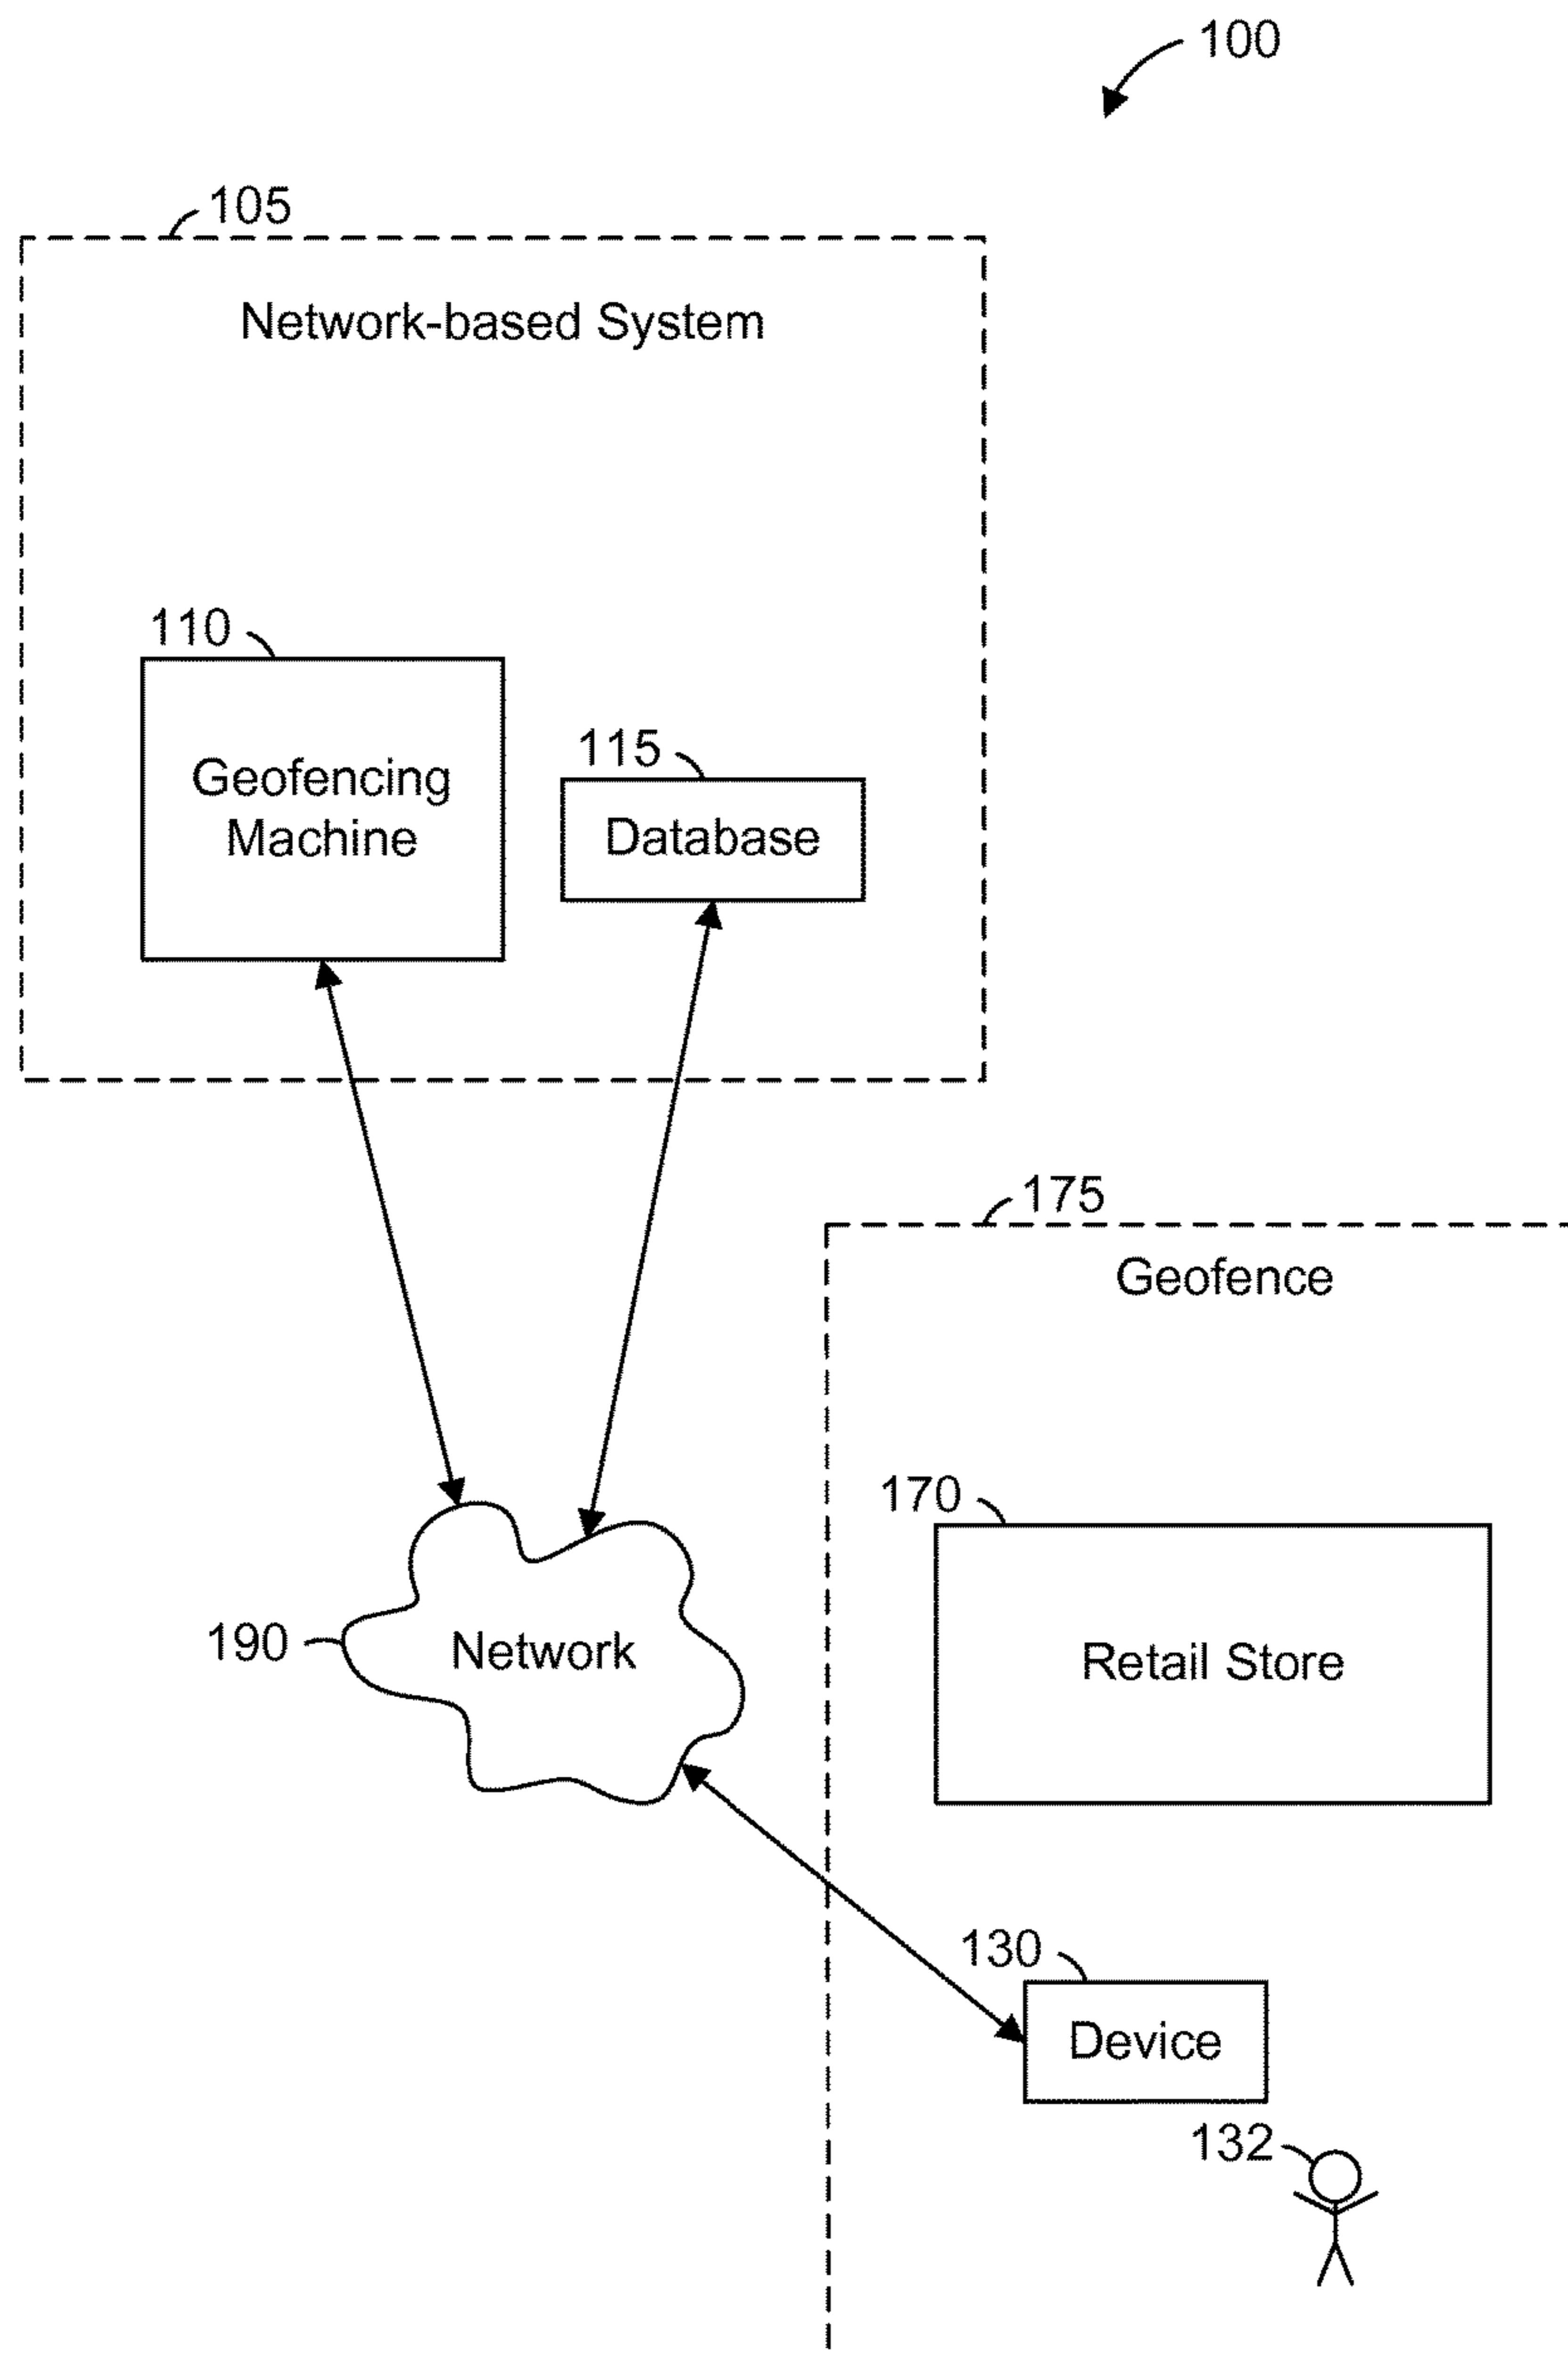 100
105
Network-based System
110
Geofencing
Machine
115
Database
175
Geofence
170
Retail Store
190
Network
130
Device
132